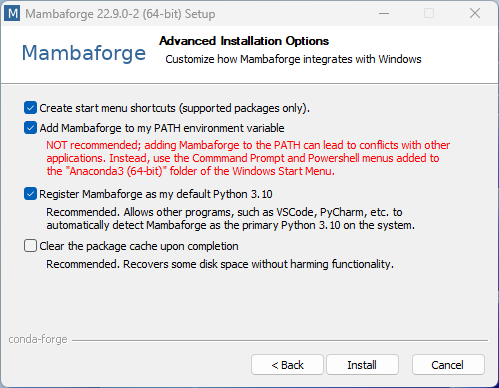 M Mambaforge 22.9.0-2 (64-bit) Setup
Mambaforge
Advanced Installation Options
Customize how Mambaforge integrates with Windows
Create start menu shortcuts (supported packages only).
Add Mambaforge to my PATH environment variable
NOT recommended; adding Mambaforge to the PATH can lead to conflicts with other
applications. Instead, use the Commmand Prompt and Powershell menus added to
the "Anaconda3 (64-bit)" folder of the Windows Start Menu.
Register Mambaforge as my default Python 3.10
Recommended. Allows other programs, such as VSCode, PyCharm, etc. to
automatically detect Mambaforge as the primary Python 3.10 on the system.
Clear the package cache upon completion
Recommended. Recovers some disk space without harming functionality.
conda-forge
< Back Install Cancel